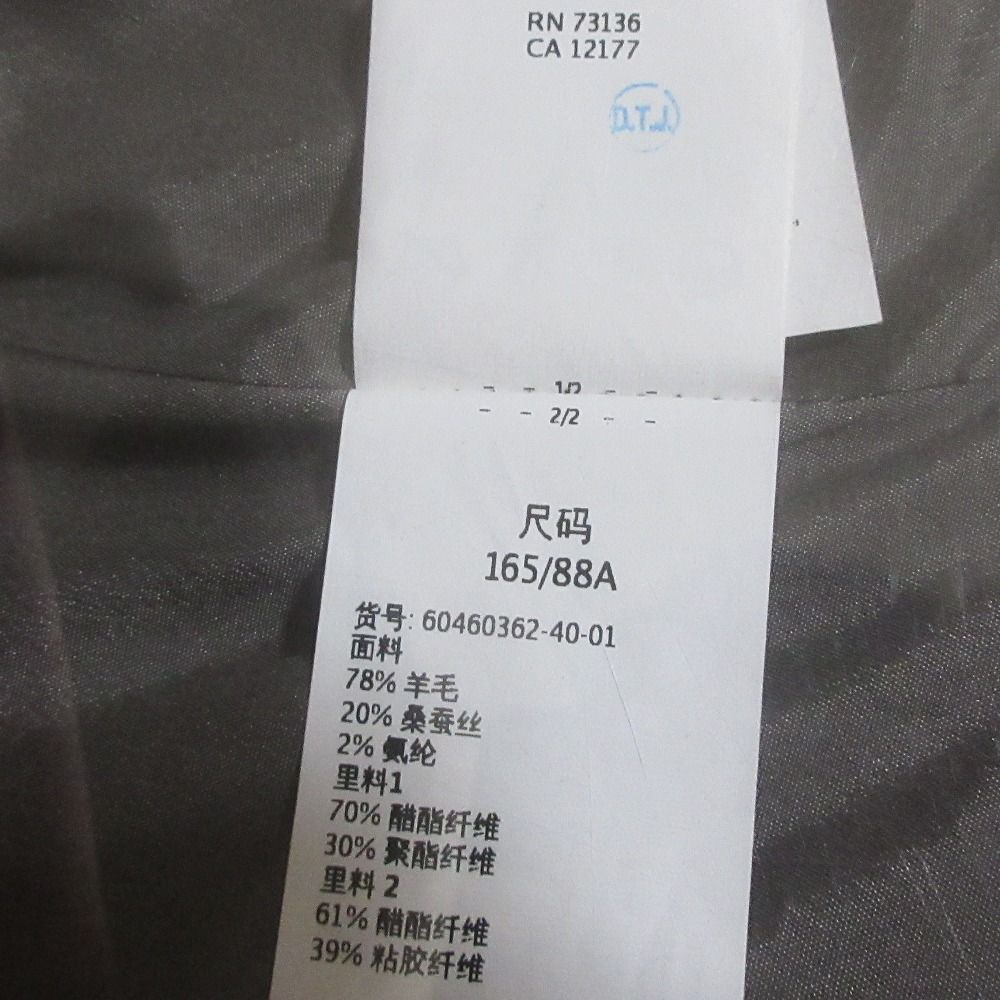 RN 73136
CA 12177
D.T.J.
1/2
2/2
尺码
165/88A
货号: 60460362-40-01
面料
78% 羊毛
20% 桑蚕丝
2% 氨纶
里料1
70% 醋酯纤维
30% 聚酯纤维
里料 2
61% 醋酯纤维
39% 粘胶纤维